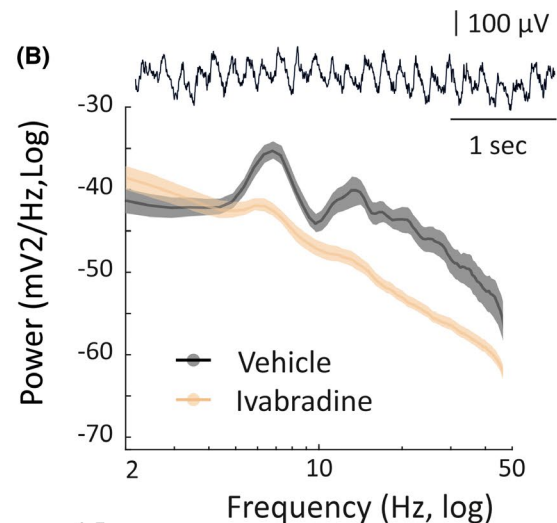 100 µV
(B)
1 sec
Power (mV2/Hz,Log)
-30
-40
-50
-60
-70
Vehicle
Ivabradine
2
10
50
Frequency (Hz, log)